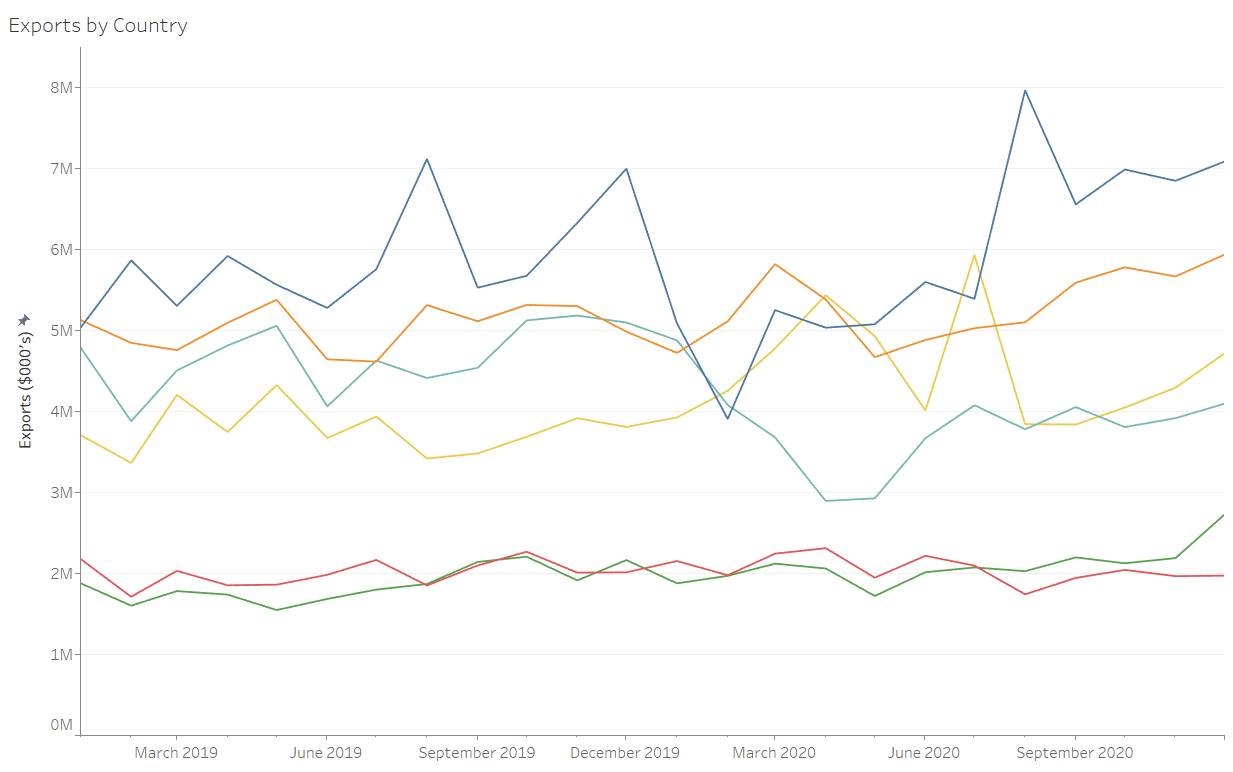 Exports by Country
8M
7M
6M
5M
4M
3M
2M
1M
0M
Exports ($000's)
March 2019 June 2019 September 2019 December 2019 March 2020 June 2020 September 2020